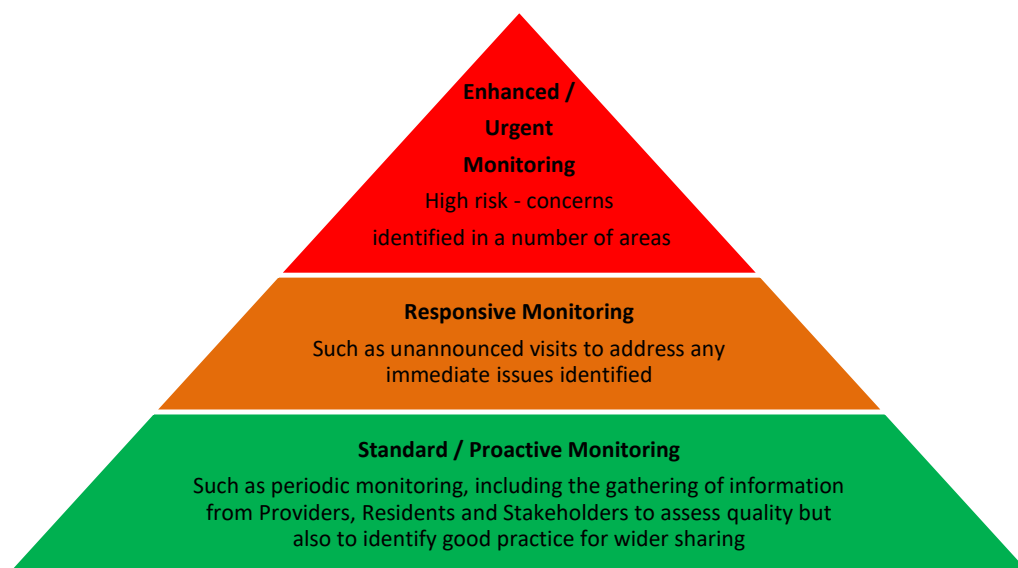 Enhanced /
Urgent
Monitoring
High risk - concerns
identified in a number of areas
Responsive Monitoring
Such as unannounced visits to address any
immediate issues identified
Standard / Proactive Monitoring
Such as periodic monitoring, including the gathering of information
from Providers, Residents and Stakeholders to assess quality but
also to identify good practice for wider sharing